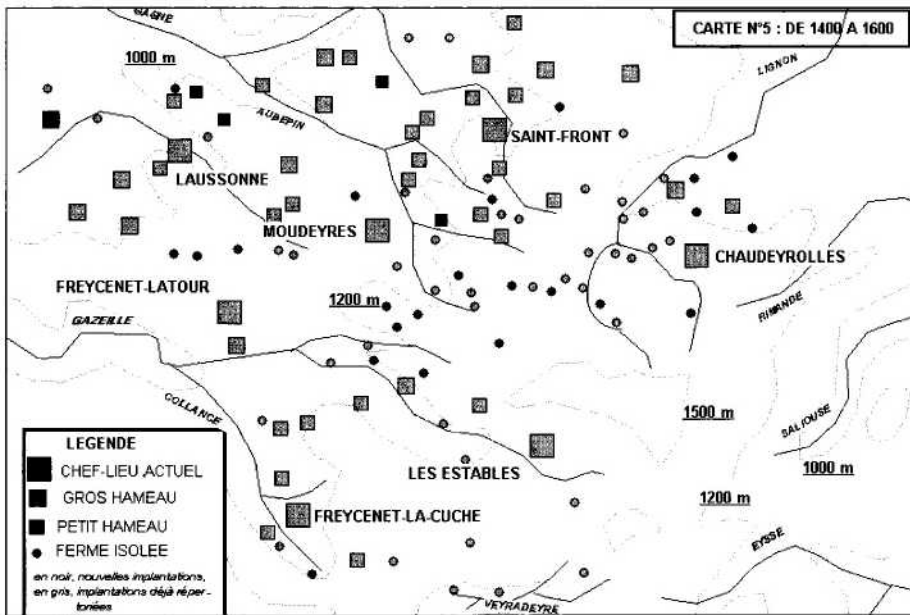 CARTE N°5 : DE 1400 A 1600
GAGNE
1000 m
LIGNON
AUBEPIN
SAINT-FRONT
LAUSSONNE
MOUDEYRES
CHAUDEYROLLES
FREYCENET-LATOUR
1200 m
RIMANDE
GAZEILLE
COLLANGE
1500 m
SALIOUSE
1000 m
LES ESTABLES
1200 m
FREYCENET-LA-CUCHE
EYSSE
VEYRADEYRE
LEGENDE
CHEF-LIEU ACTUEL
GROS HAMEAU
PETIT HAMEAU
FERME ISOLEE
en noir, nouvelles implantations,
en gris, implantations déjà réper-
toriées